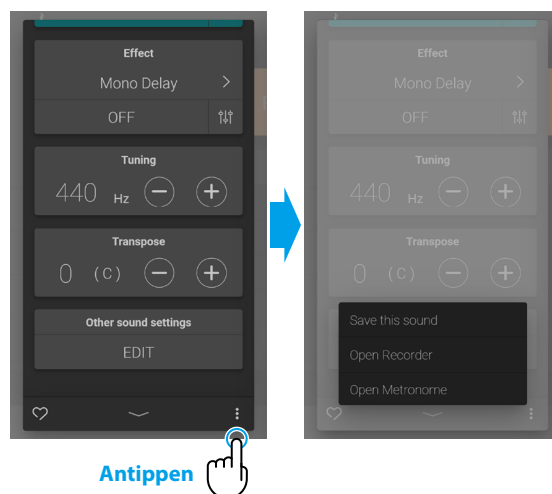 Effect
Mono Delay
OFF
Tuning
440 Hz
Transpose
0 (C)
Other sound settings
EDIT
Antippen
Effect
Mono Delay
OFF
Tuning
440 Hz
Transpose
0 (C)
Save this sound
Open Recorder
Open Metronome